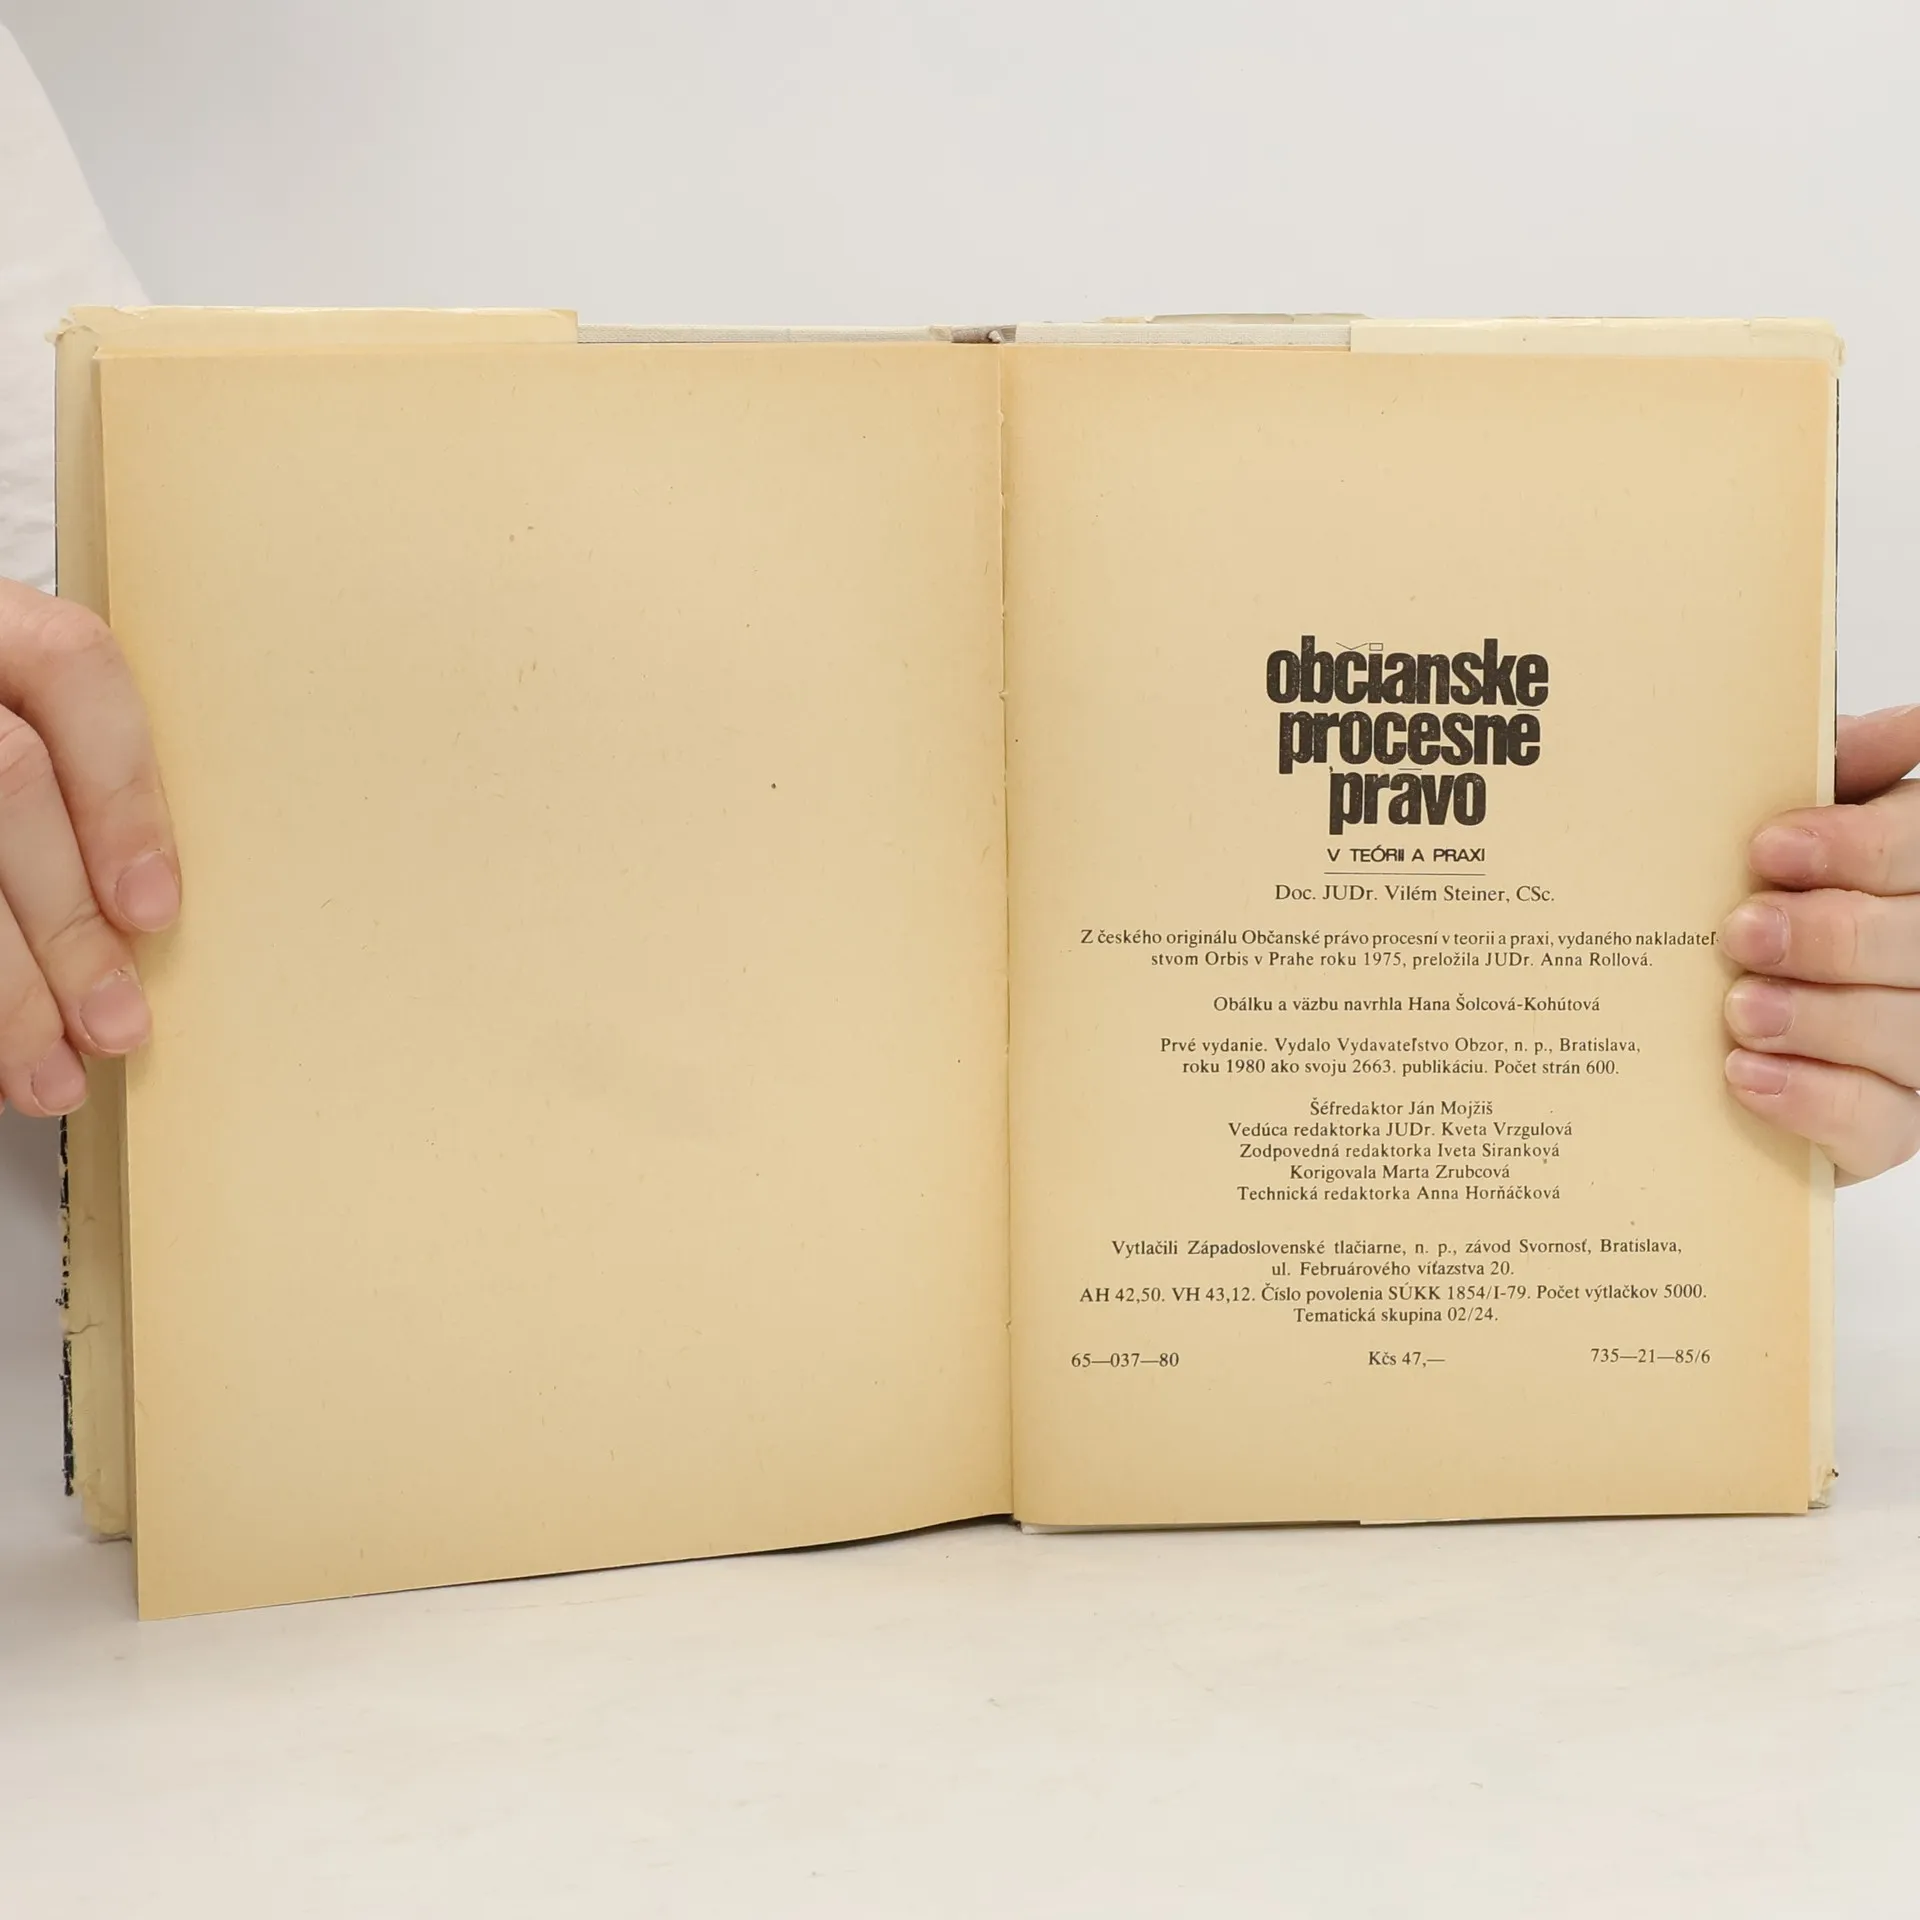 občianske
procesné
právo
V TEÓRII A PRAXI
Doc. JUDr. Vilém Steiner, CSc.
Z českého originálu Občanské právo procesní v teorii a praxi, vydaného nakladateľ-
stvom Orbis v Prahe roku 1975, preložila JUDr. Anna Rollová.
Obálku a väzbu navrhla Hana Šolcová-Kohútová
Prvé vydanie. Vydalo Vydavateľstvo Obzor, n. p., Bratislava,
roku 1980 ako svoju 2663. publikáciu. Počet strán 600.
Šéfredaktor Ján Mojžiš
Vedúca redaktorka JUDr. Kveta Vrzgulová
Zodpovedná redaktorka Iveta Siranková
Korigovala Marta Zrubcová
Technická redaktorka Anna Horňáčková
Vytlačili Západoslovenské tlačiarne, n. p., závod Svornosť, Bratislava,
ul. Februárového víťazstva 20.
AH 42,50. VH 43,12. Číslo povolenia SÚKK 1854/I-79. Počet výtlačkov 5000.
Tematická skupina 02/24.
65—037—80 Kčs 47,— 735—21—85/6